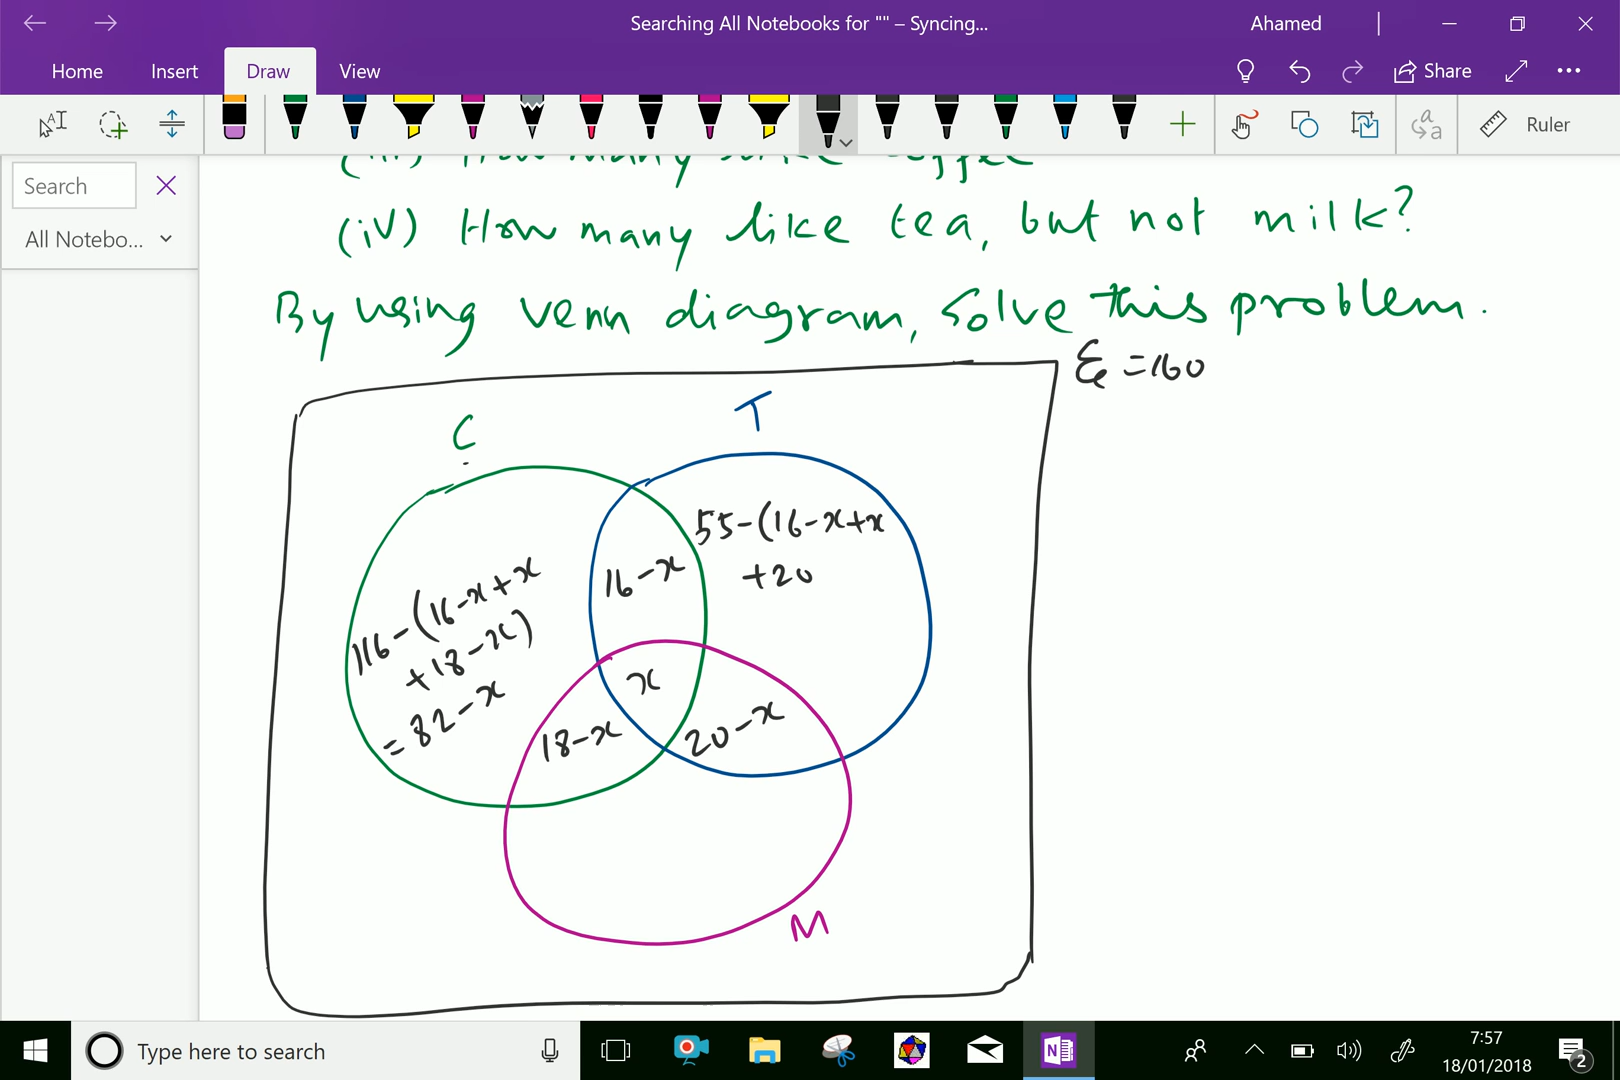 Searching All Notebooks for "" – Syncing...
Ahamed
Home Insert Draw View
Share
Ruler
Search
All Notebo...
(iv) How many like tea, but not milk?
By using venn diagram, solve this problem.
ξ = 160
C
T
55-(16-x+x
+20
16-x
116-(16-x+x
+18-x)
= 82-x
x
18-x
20-x
M
Type here to search
7:57
18/01/2018
2